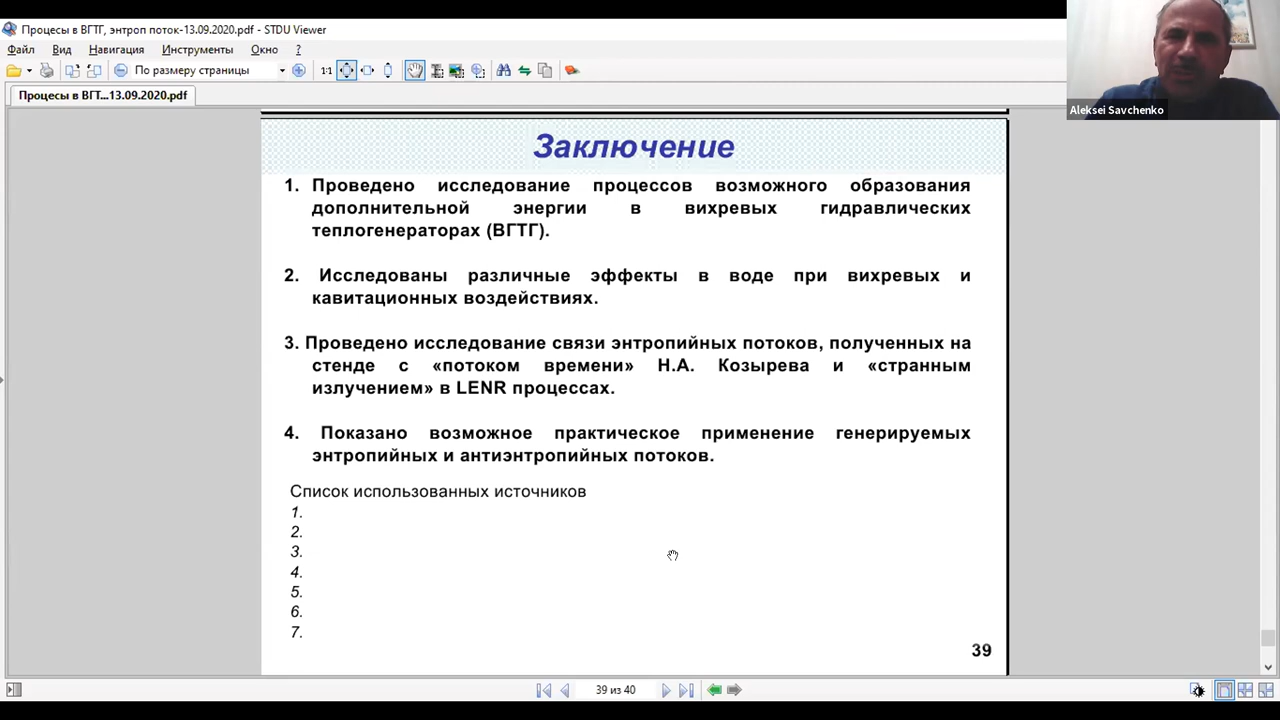 Процесы в ВГТГ, энтроп поток-13.09.2020.pdf - STDU Viewer
Файл Вид Навигация Инструменты Окно ?
По размеру страницы 1:1
Процесы в ВГТ...13.09.2020.pdf
Aleksei Savchenko
Заключение
1. Проведено исследование процессов возможного образования
дополнительной энергии в вихревых гидравлических
теплогенераторах (ВГТГ).
2. Исследованы различные эффекты в воде при вихревых и
кавитационных воздействиях.
3. Проведено исследование связи энтропийных потоков, полученных на
стенде с «потоком времени» Н.А. Козырева и «странным
излучением» в LENR процессах.
4. Показано возможное практическое применение генерируемых
энтропийных и антиэнтропийных потоков.
Список использованных источников
1.
2.
3.
4.
5.
6.
7.
39
39 из 40